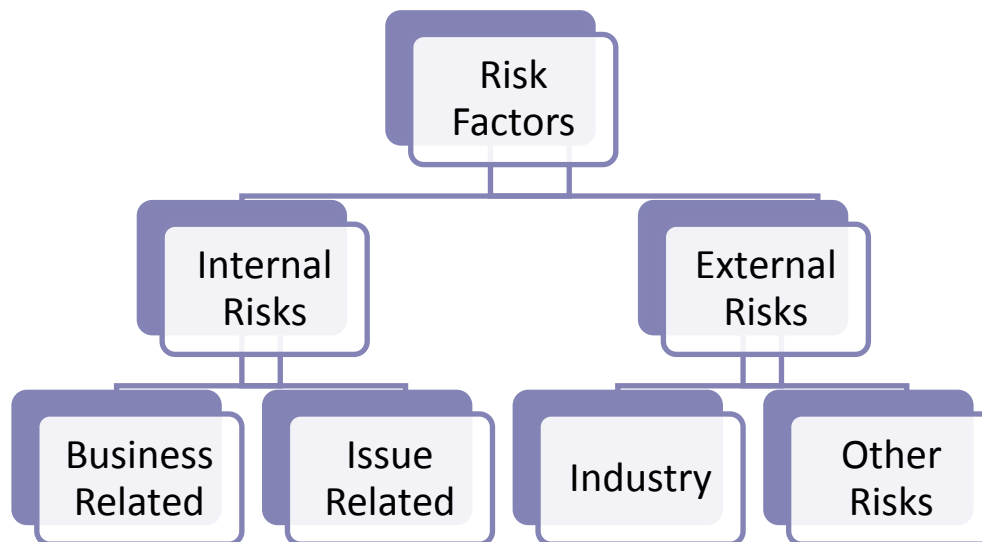 Risk
Factors
Internal
Risks
External
Risks
Business
Related
Issue
Related
Industry
Other
Risks